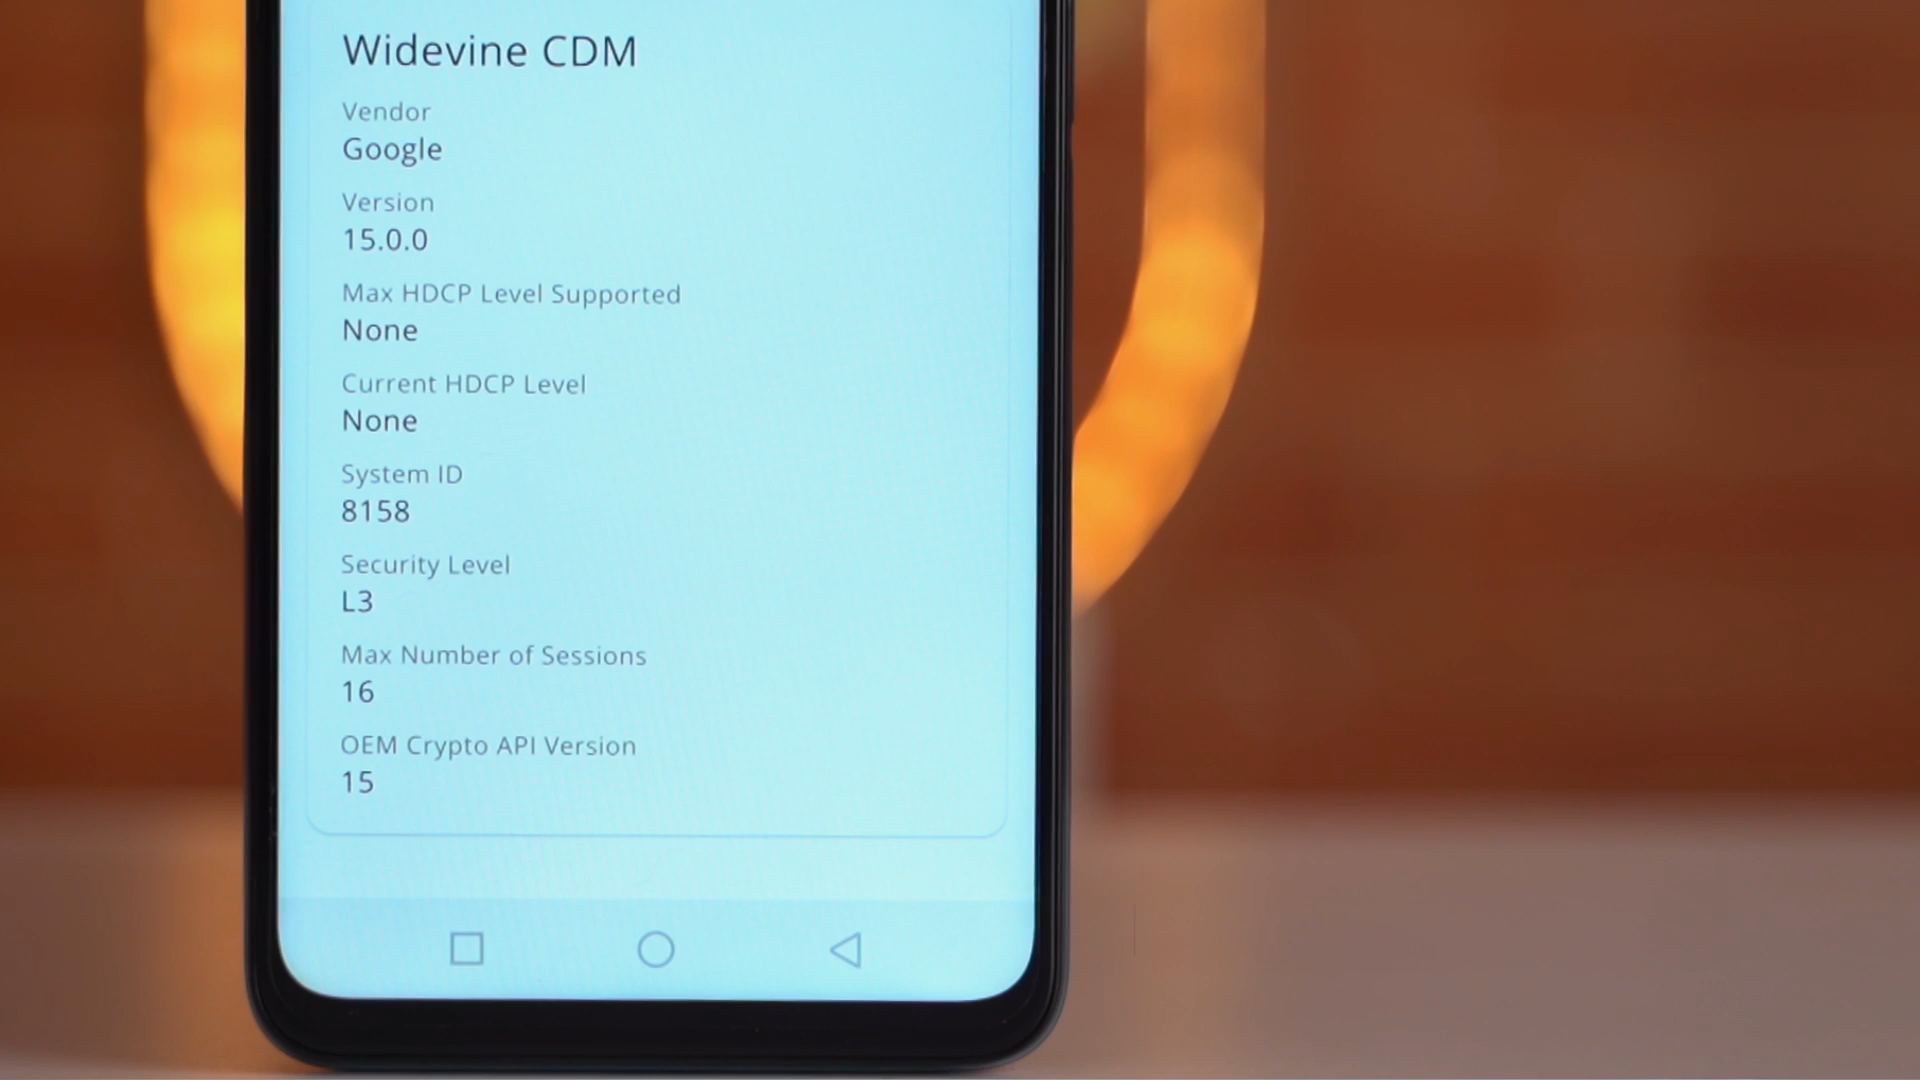 Widevine CDM
Vendor
Google
Version
15.0.0
Max HDCP Level Supported
None
Current HDCP Level
None
System ID
8158
Security Level
L3
Max Number of Sessions
16
OEM Crypto API Version
15